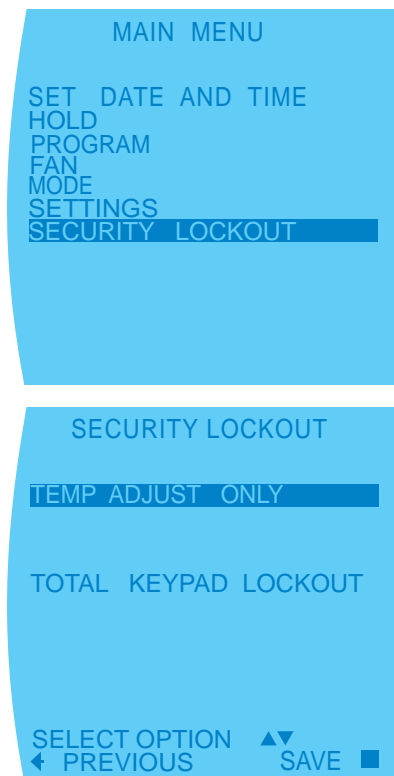 MAIN MENU
SET DATE AND TIME
HOLD
PROGRAM
FAN
MODE
SETTINGS
SECURITY LOCKOUT
SECURITY LOCKOUT
TEMP ADJUST ONLY
TOTAL KEYPAD LOCKOUT
SELECT OPTION ▲▼
PREVIOUS SAVE